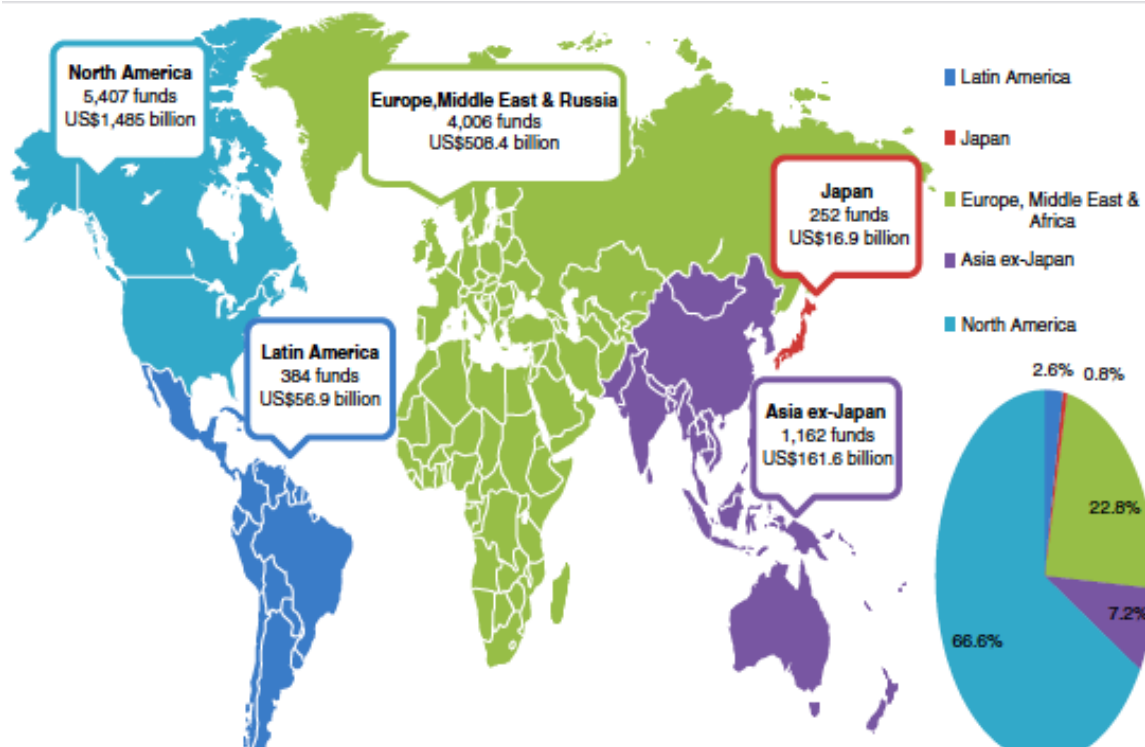 North America
5,407 funds
US$1,485 billion
Europe,Middle East & Russia
4,006 funds
US$508.4 billion
Japan
252 funds
US$16.9 billion
Latin America
384 funds
US$56.9 billion
Asia ex-Japan
1,162 funds
US$161.6 billion
Latin America
Japan
Europe, Middle East &
Africa
Asia ex-Japan
North America
2.6%
0.8%
22.8%
7.2%
66.6%